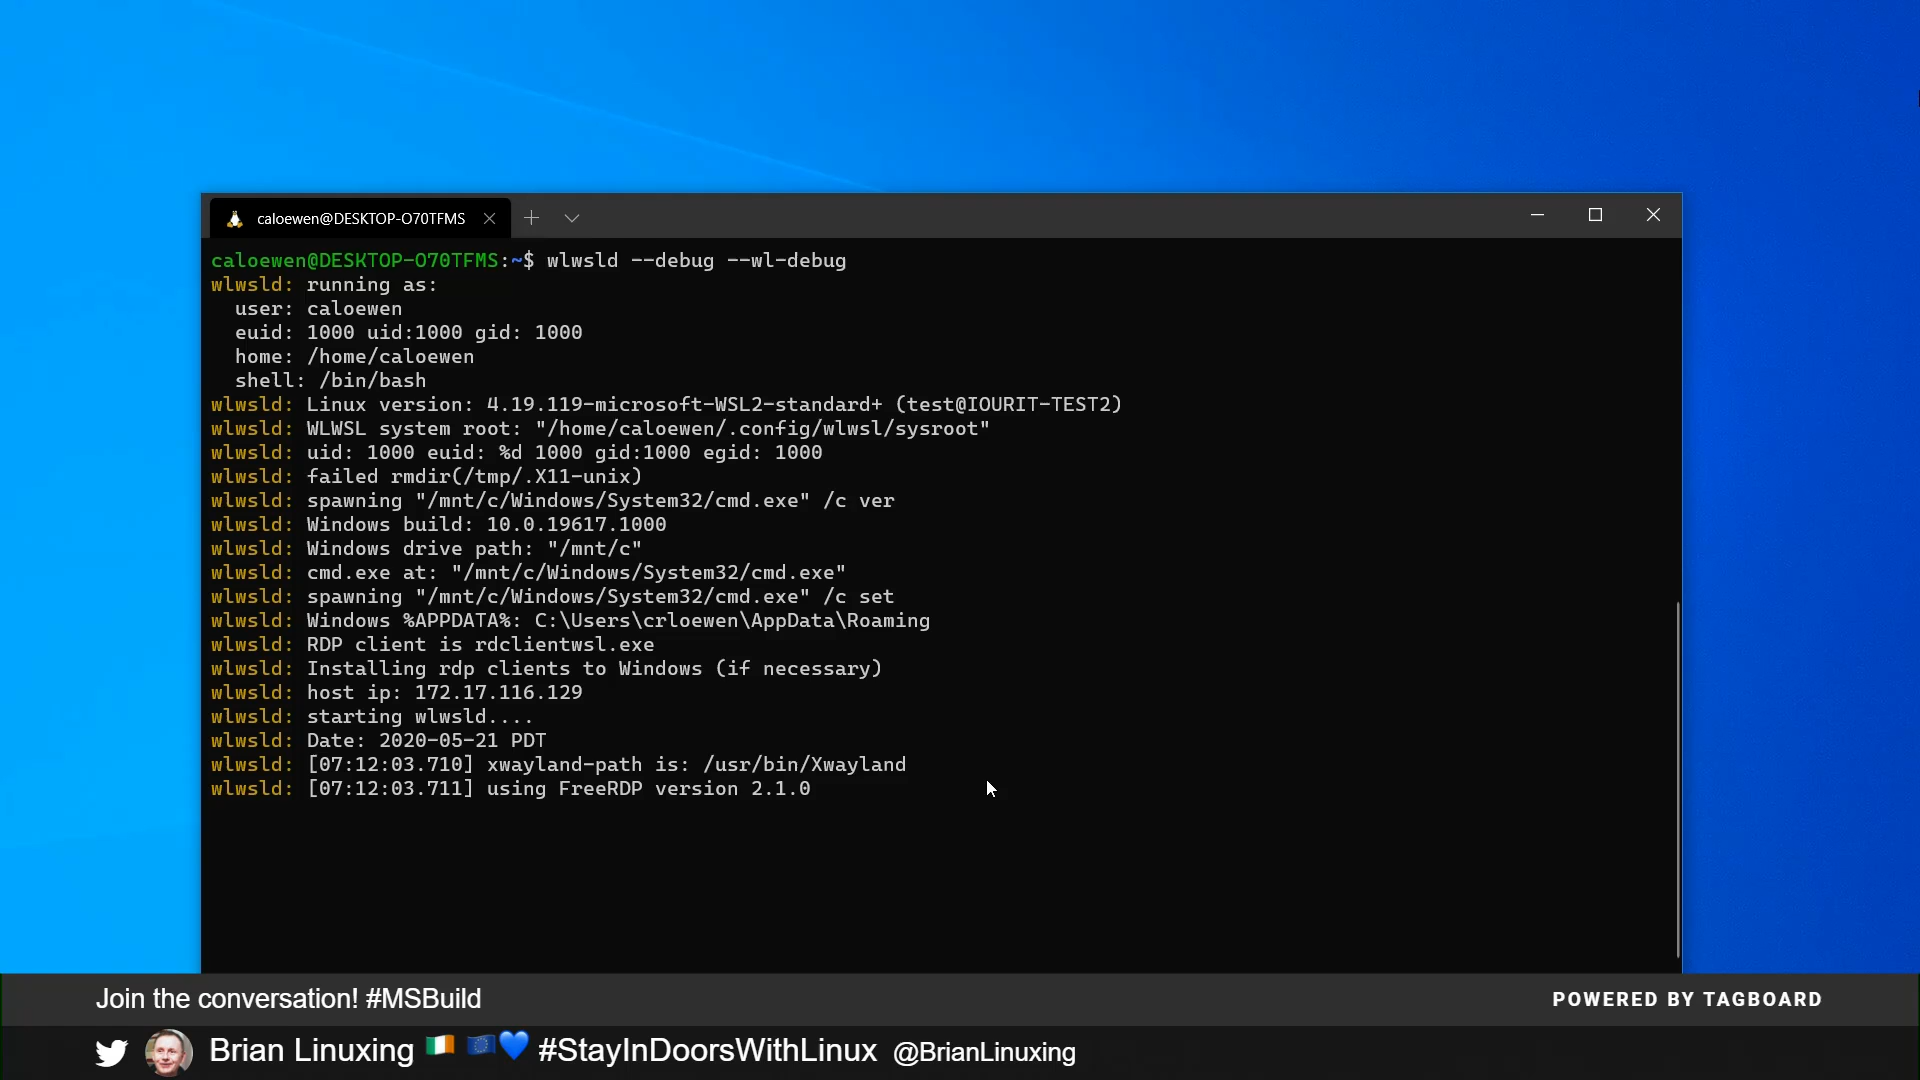 caloewen@DESKTOP-O70TFMS
caloewen@DESKTOP-O70TFMS:~$ wlwsld --debug --wl-debug
wlwsld: running as:
user: caloewen
euid: 1000 uid:1000 gid: 1000
home: /home/caloewen
shell: /bin/bash
wlwsld: Linux version: 4.19.119-microsoft-WSL2-standard+ (test@IOURIT-TEST2)
wlwsld: WLWSL system root: "/home/caloewen/.config/wlwsl/sysroot"
wlwsld: uid: 1000 euid: %d 1000 gid:1000 egid: 1000
wlwsld: failed rmdir(/tmp/.X11-unix)
wlwsld: spawning "/mnt/c/Windows/System32/cmd.exe" /c ver
wlwsld: Windows build: 10.0.19617.1000
wlwsld: Windows drive path: "/mnt/c"
wlwsld: cmd.exe at: "/mnt/c/Windows/System32/cmd.exe"
wlwsld: spawning "/mnt/c/Windows/System32/cmd.exe" /c set
wlwsld: Windows %APPDATA%: C:\Users\crloewen\AppData\Roaming
wlwsld: RDP client is rdclientwsl.exe
wlwsld: Installing rdp clients to Windows (if necessary)
wlwsld: host ip: 172.17.116.129
wlwsld: starting wlwsld....
wlwsld: Date: 2020-05-21 PDT
wlwsld: [07:12:03.710] xwayland-path is: /usr/bin/Xwayland
wlwsld: [07:12:03.711] using FreeRDP version 2.1.0
Join the conversation! #MSBuild
POWERED BY TAGBOARD
Brian Linuxing 🇮🇪 🇪🇺💙 #StayInDoorsWithLinux @BrianLinuxing